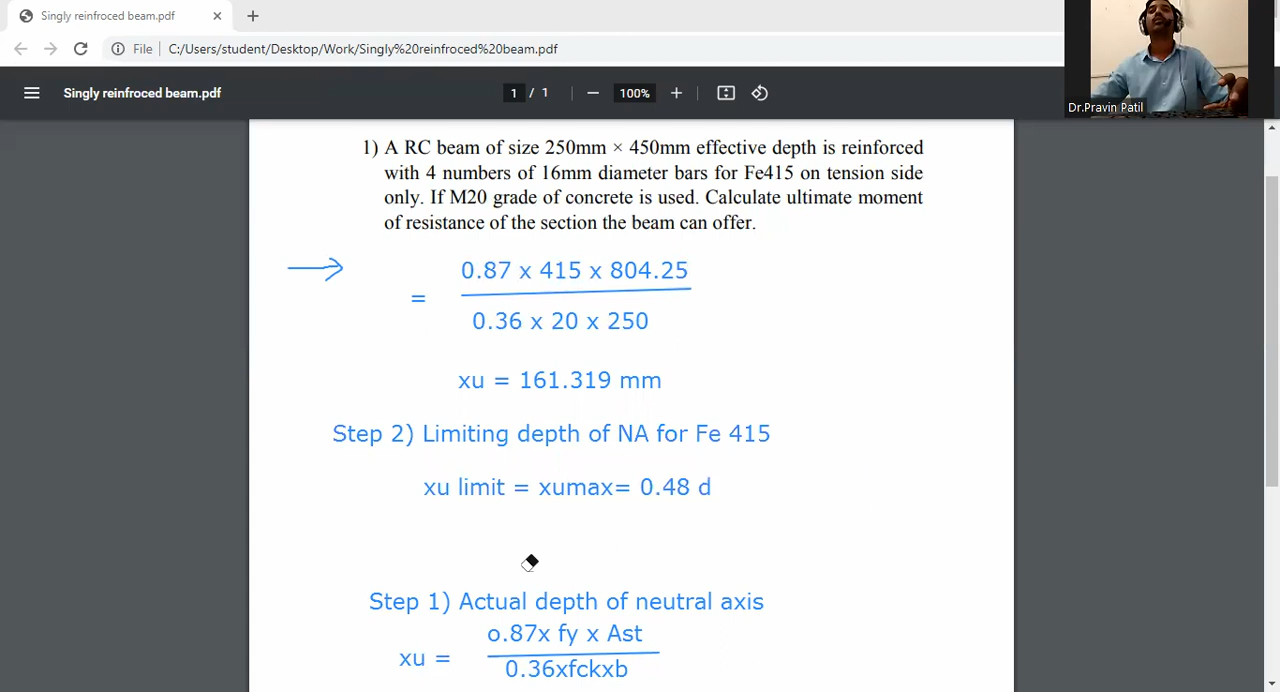 Singly reinfroced beam.pdf
File
C:/Users/student/Desktop/Work/Singly%20reinfroced%20beam.pdf
Singly reinfroced beam.pdf
1 / 1
100%
Dr.Pravin Patil
1) A RC beam of size 250mm × 450mm effective depth is reinforced
with 4 numbers of 16mm diameter bars for Fe415 on tension side
only. If M20 grade of concrete is used. Calculate ultimate moment
of resistance of the section the beam can offer.
0.87 x 415 x 804.25
=
0.36 x 20 x 250
xu = 161.319 mm
Step 2) Limiting depth of NA for Fe 415
xu limit = xumax= 0.48 d
Step 1) Actual depth of neutral axis
o.87x fy x Ast
xu =
0.36xfckxb